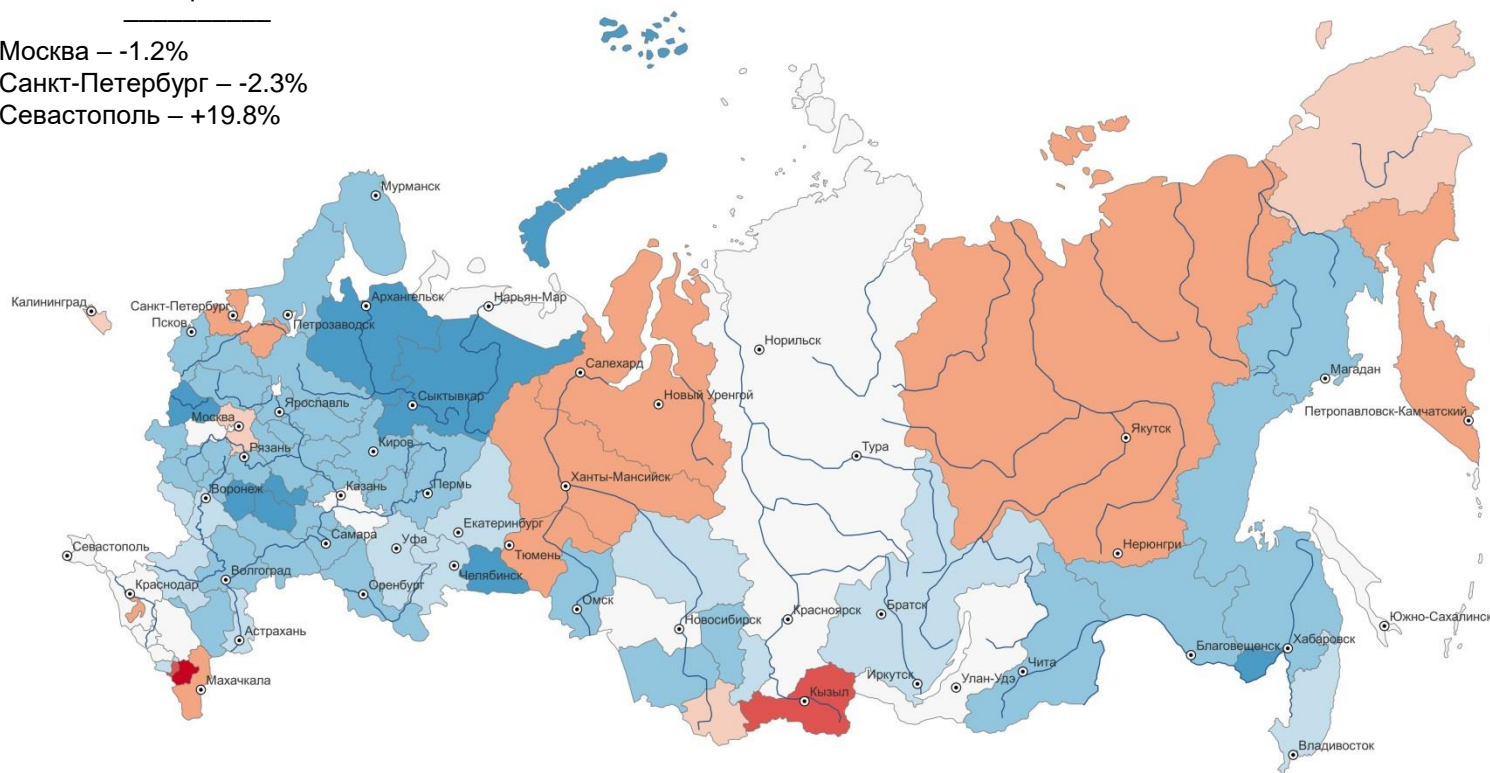 Москва – -1.2%
Санкт-Петербург – -2.3%
Севастополь – +19.8%
Мурманск
Калининград
Санкт-Петербург
Псков
Петрозаводск
Архангельск
Нарьян-Мар
Норильск
Салехард
Новый Уренгой
Магадан
Петропавловск-Камчатский
Москва
Ярославль
Сыктывкар
Рязань
Киров
Тура
Якутск
Воронеж
Казань
Пермь
Ханты-Мансийск
Севастополь
Самара
Уфа
Екатеринбург
Тюмень
Нерюнгри
Краснодар
Волгоград
Оренбург
Челябинск
Омск
Новосибирск
Красноярск
Братск
Южно-Сахалинск
Астрахань
Благовещенск
Хабаровск
Махачкала
Кызыл
Иркутск
Улан-Удэ
Чита
Владивосток